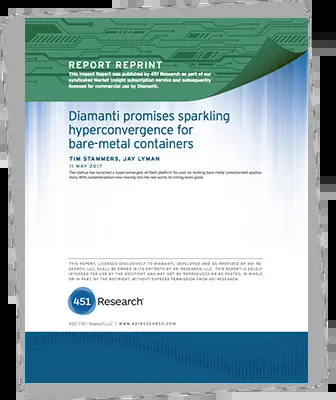 REPORT REPRINT
This Impact Report was published by 451 Research as part of our
syndicated Market Insight subscription service and subsequently
licensed for commercial use by Diamanti.
Diamanti promises sparkling
hyperconvergence for
bare-metal containers
TIM STAMMERS, JAY LYMAN
11 MAY 2017
The startup has launched a hyperconverged, all-flash platform focused on hosting bare-metal containerized applica-
tions. With containerization now moving into the real world, its timing looks good.
THIS REPORT, LICENSED EXCLUSIVELY TO DIAMANTI, DEVELOPED AND AS PROVIDED BY 451 RE-
SEARCH, LLC, SHALL BE OWNED IN ITS ENTIRETY BY 451 RESEARCH, LLC. THIS REPORT IS SOLELY
INTENDED FOR USE BY THE RECIPIENT AND MAY NOT BE REPRODUCED OR RE-POSTED, IN WHOLE
OR IN PART, BY THE RECIPIENT, WITHOUT EXPRESS PERMISSION FROM 451 RESEARCH.
451 Research®
©2017 451 Research, LLC | WWW.451RESEARCH.COM